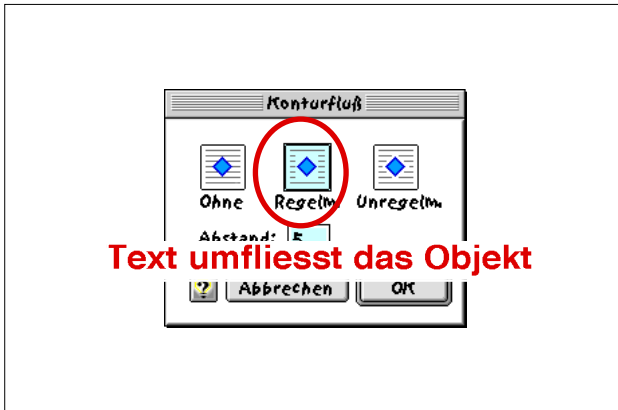 Konturfluß
Ohne Regelm. Unregelm.
Abstand: 5
Text umfliesst das Objekt
? Abbrechen OK